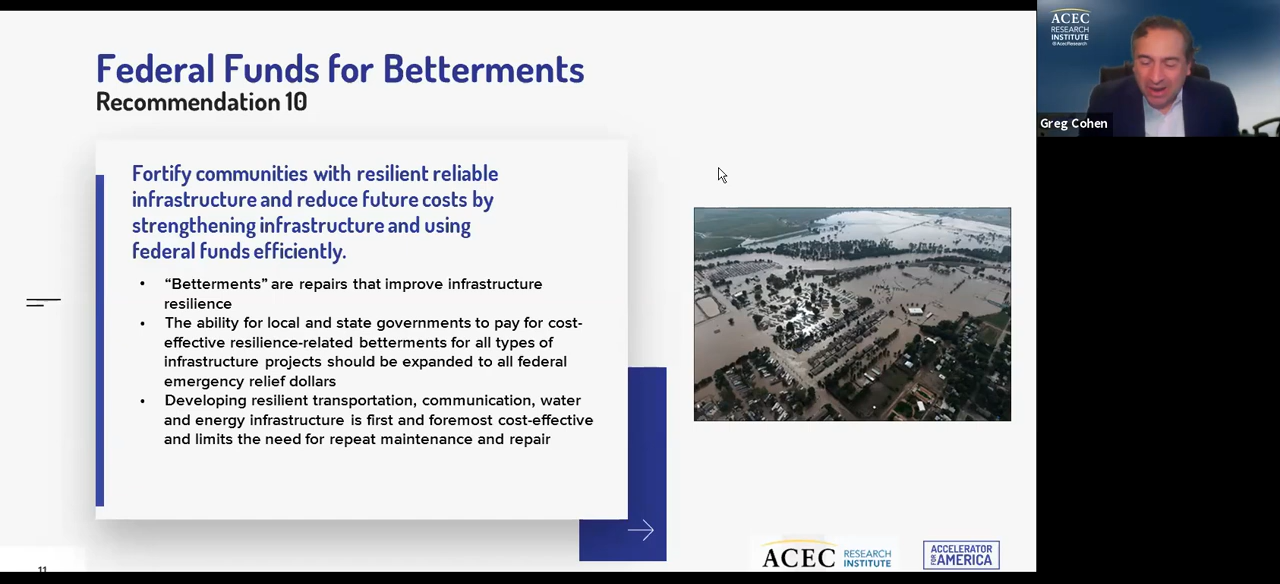 Federal Funds for Betterments
Recommendation 10
Fortify communities with resilient reliable
infrastructure and reduce future costs by
strengthening infrastructure and using
federal funds efficiently.
• “Betterments” are repairs that improve infrastructure
resilience
• The ability for local and state governments to pay for cost-
effective resilience-related betterments for all types of
infrastructure projects should be expanded to all federal
emergency relief dollars
• Developing resilient transportation, communication, water
and energy infrastructure is first and foremost cost-effective
and limits the need for repeat maintenance and repair
11
ACEC RESEARCH
INSTITUTE
ACCELERATOR
FOR AMERICA
ACEC
RESEARCH
INSTITUTE
@AcecResearch
Greg Cohen